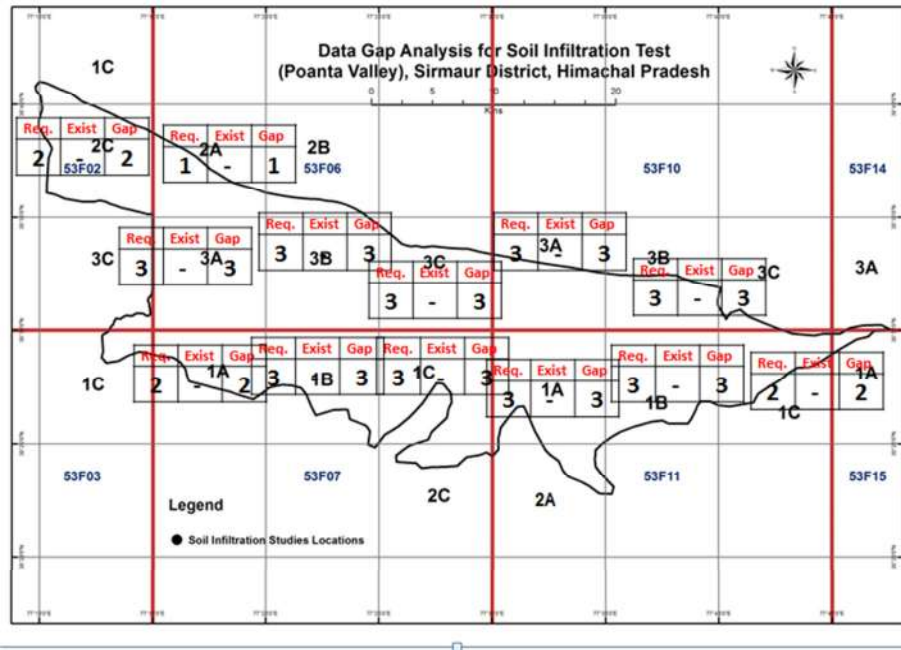 Data Gap Analysis for Soil Infiltration Test
(Poanta Valley), Sirmaur District, Himachal Pradesh
0 5 10 20
Kms
1C
Req. Exist Gap
2 - 2
2C
53F02
Req. Exist Gap
1 - 1
2A
2B
53F06
53F10
53F14
Req. Exist Gap
3 - 3
3C
3A
Req. Exist Gap
3 3
3B
Req. Exist Gap
3 - 3
3C
Req. Exist Gap
3 - 3
3A
Req. Exist Gap
3 - 3
3B
3C
3A
Req. Exist Gap
2 - 2
1C
1A
Req. Exist Gap
3 - 3
1B
Req. Exist Gap
3 - 3
1C
Req. Exist Gap
3 - 3
1A
Req. Exist Gap
3 - 3
1B
Req. Exist Gap
2 - 2
1C
1A
53F03
53F07
53F11
53F15
2C
2A
Legend
Soil Infiltration Studies Locations